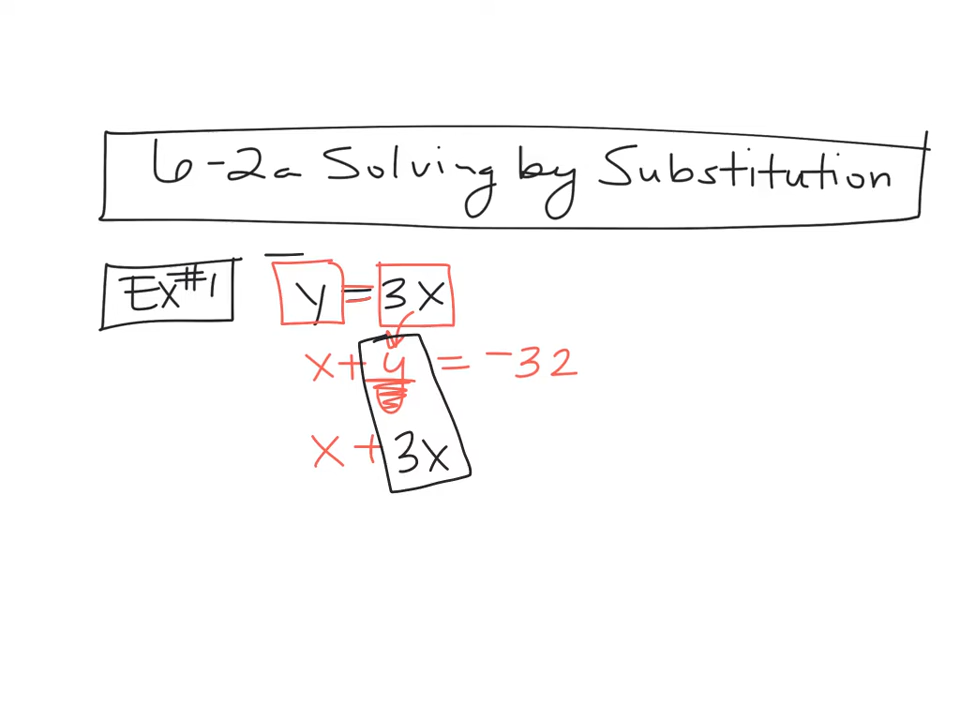 6-2a Solving by Substitution
Ex#1 y = 3x
x + y = -32
x + 3x